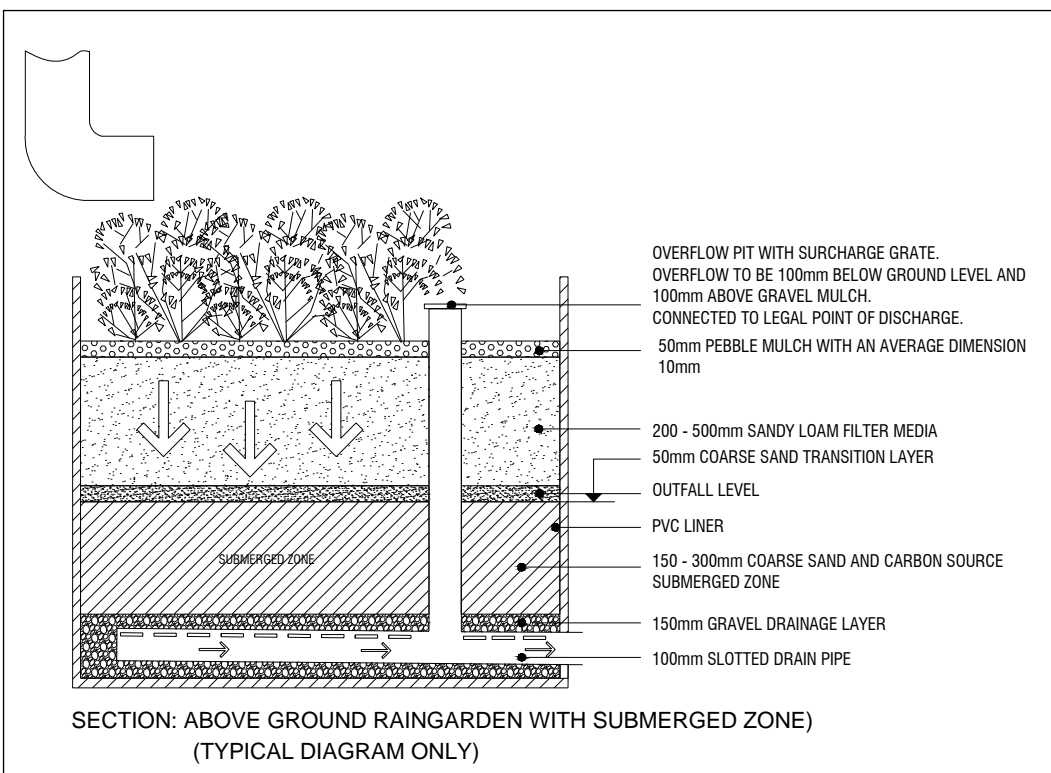 OVERFLOW PIT WITH SURCHARGE GRATE.
OVERFLOW TO BE 100mm BELOW GROUND LEVEL AND
100mm ABOVE GRAVEL MULCH.
CONNECTED TO LEGAL POINT OF DISCHARGE.
50mm PEBBLE MULCH WITH AN AVERAGE DIMENSION
10mm
200 - 500mm SANDY LOAM FILTER MEDIA
50mm COARSE SAND TRANSITION LAYER
OUTFALL LEVEL
PVC LINER
SUBMERGED ZONE
150 - 300mm COARSE SAND AND CARBON SOURCE
SUBMERGED ZONE
150mm GRAVEL DRAINAGE LAYER
100mm SLOTTED DRAIN PIPE
SECTION: ABOVE GROUND RAINGARDEN WITH SUBMERGED ZONE)
(TYPICAL DIAGRAM ONLY)